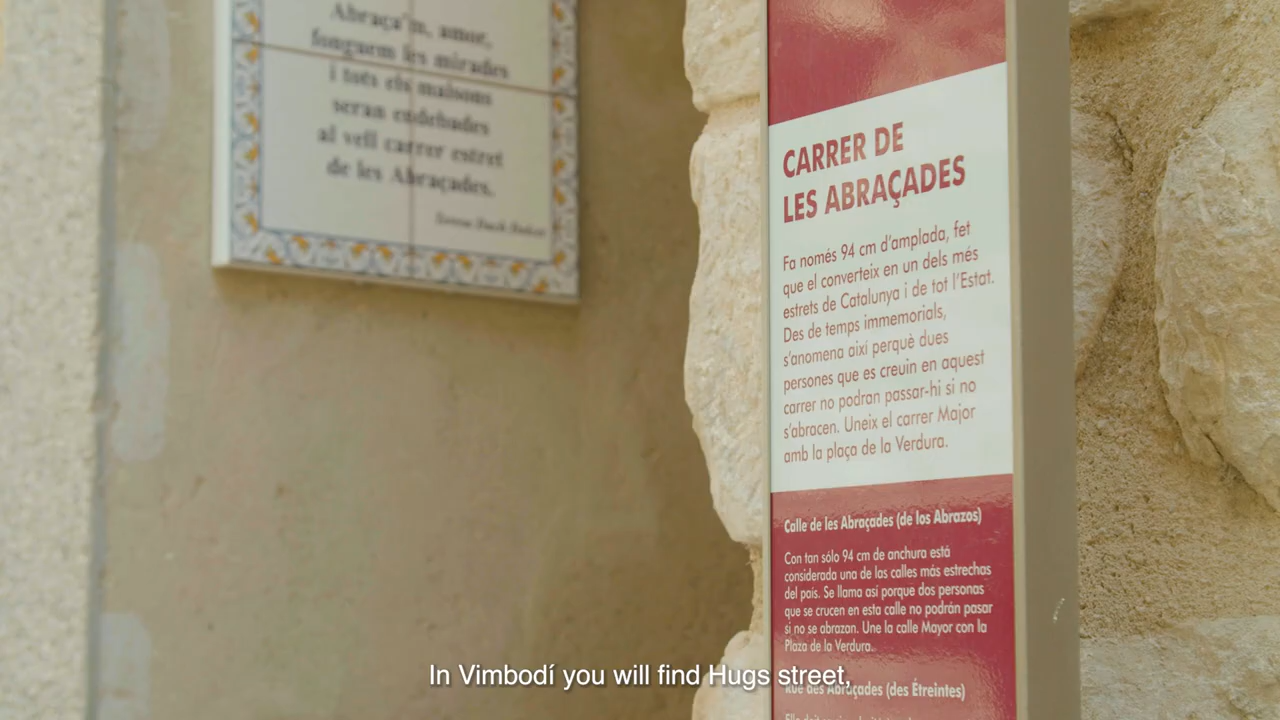 Abraça'm, amor,
fonguem les mirades
i tots els malsons
seran endebades
al vell carrer estret
de les Abraçades.
CARRER DE
LES ABRAÇADES
Fa només 94 cm d'amplada, fet
que el converteix en un dels més
estrets de Catalunya i de tot l'Estat.
Des de temps immemorials,
s'anomena així perquè dues
persones que es creuin en aquest
carrer no podran passar-hi si no
s'abracen. Uneix el carrer Major
amb la plaça de la Verdura.
Calle de les Abraçades (de los Abrazos)
Con tan sólo 94 cm de anchura está
considerada una de las calles más estrechas
del país. Se llama así porque dos personas
que se crucen en esta calle no podrán pasar
si no se abrazan. Une la calle Mayor con la
Plaza de la Verdura.
Rue des Abraçades (des Étreintes)
In Vimbodí you will find Hugs street,